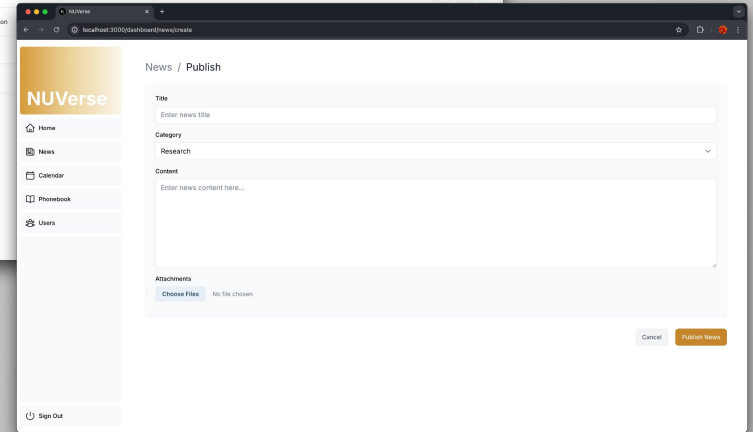 on
NUVerse
localhost:3000/dashboard/news/create
NUVerse
Home
News
Calendar
Phonebook
Users
Sign Out
News / Publish
Title
Enter news title
Category
Research
Content
Enter news content here...
Attachments
Choose Files No file chosen
Cancel Publish News